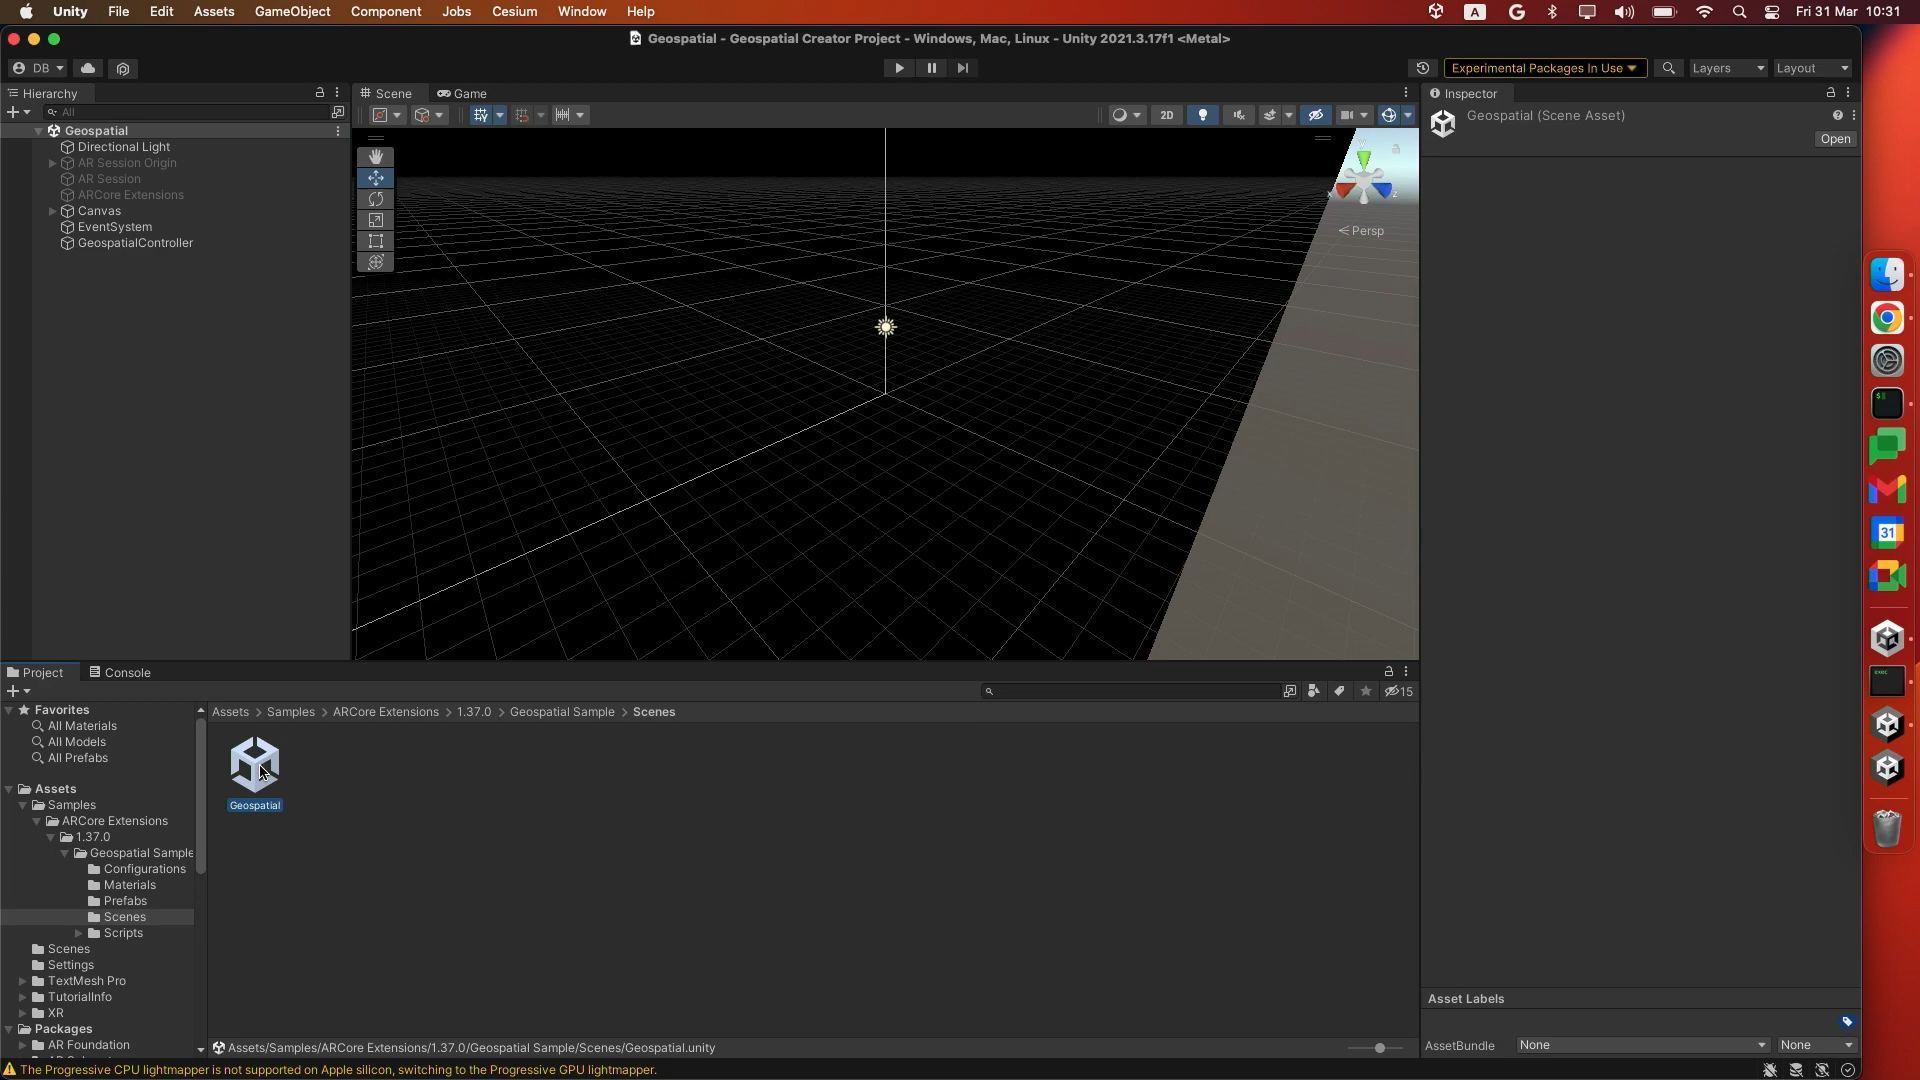 Unity File Edit Assets GameObject Component Jobs Cesium Window Help A G Fri 31 Mar 10:31
Geospatial - Geospatial Creator Project - Windows, Mac, Linux - Unity 2021.3.17f1 <Metal>
DB Experimental Packages In Use Layers Layout
Hierarchy Scene Game Inspector
All 2D
Geospatial (Scene Asset)
Open
Geospatial
Directional Light
AR Session Origin
AR Session
ARCore Extensions
Canvas
EventSystem
GeospatialController
y
x
z
Persp
31
Project Console
15
Favorites
All Materials
All Models
All Prefabs
Assets
Samples
ARCore Extensions
1.37.0
Geospatial Sample
Configurations
Materials
Prefabs
Scenes
Scripts
Scenes
Settings
TextMesh Pro
TutorialInfo
XR
Packages
AR Foundation
Assets > Samples > ARCore Extensions > 1.37.0 > Geospatial Sample > Scenes
Geospatial
Assets/Samples/ARCore Extensions/1.37.0/Geospatial Sample/Scenes/Geospatial.unity
Asset Labels
AssetBundle None None
The Progressive CPU lightmapper is not supported on Apple silicon, switching to the Progressive GPU lightmapper.